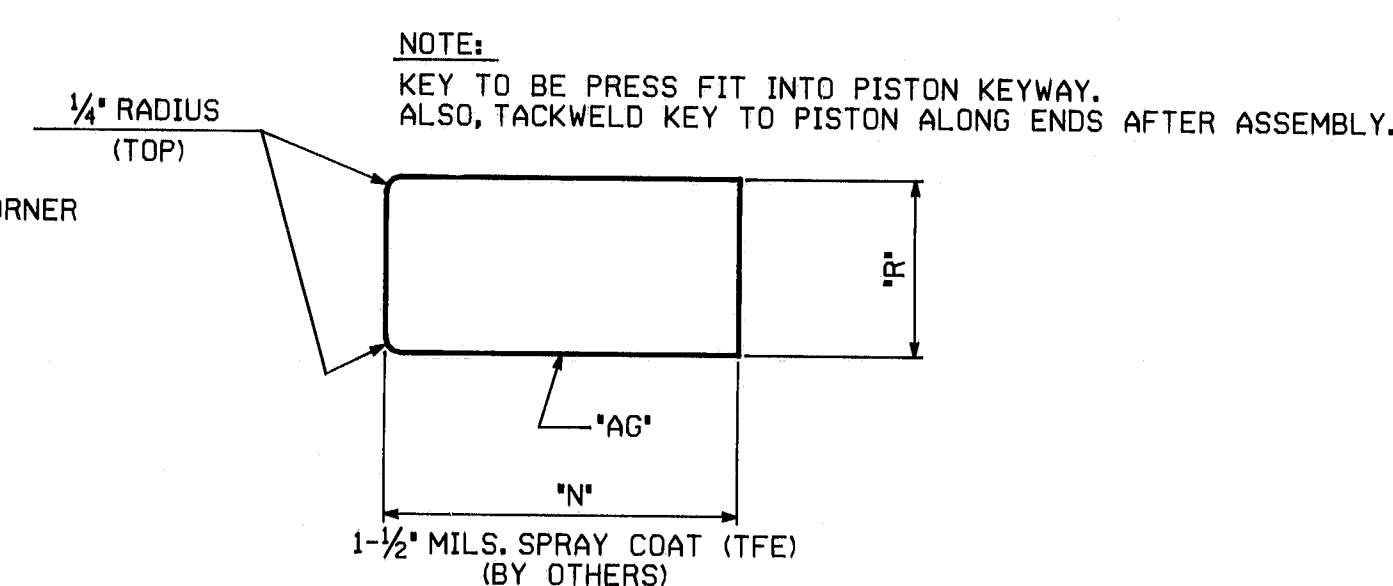 NOTE:
KEY TO BE PRESS FIT INTO PISTON KEYWAY.
ALSO, TACKWELD KEY TO PISTON ALONG ENDS AFTER ASSEMBLY.
1/4" RADIUS
(TOP)
ORNER
"R"
"AG"
"N"
1-1/2" MILS. SPRAY COAT (TFE)
(BY OTHERS)